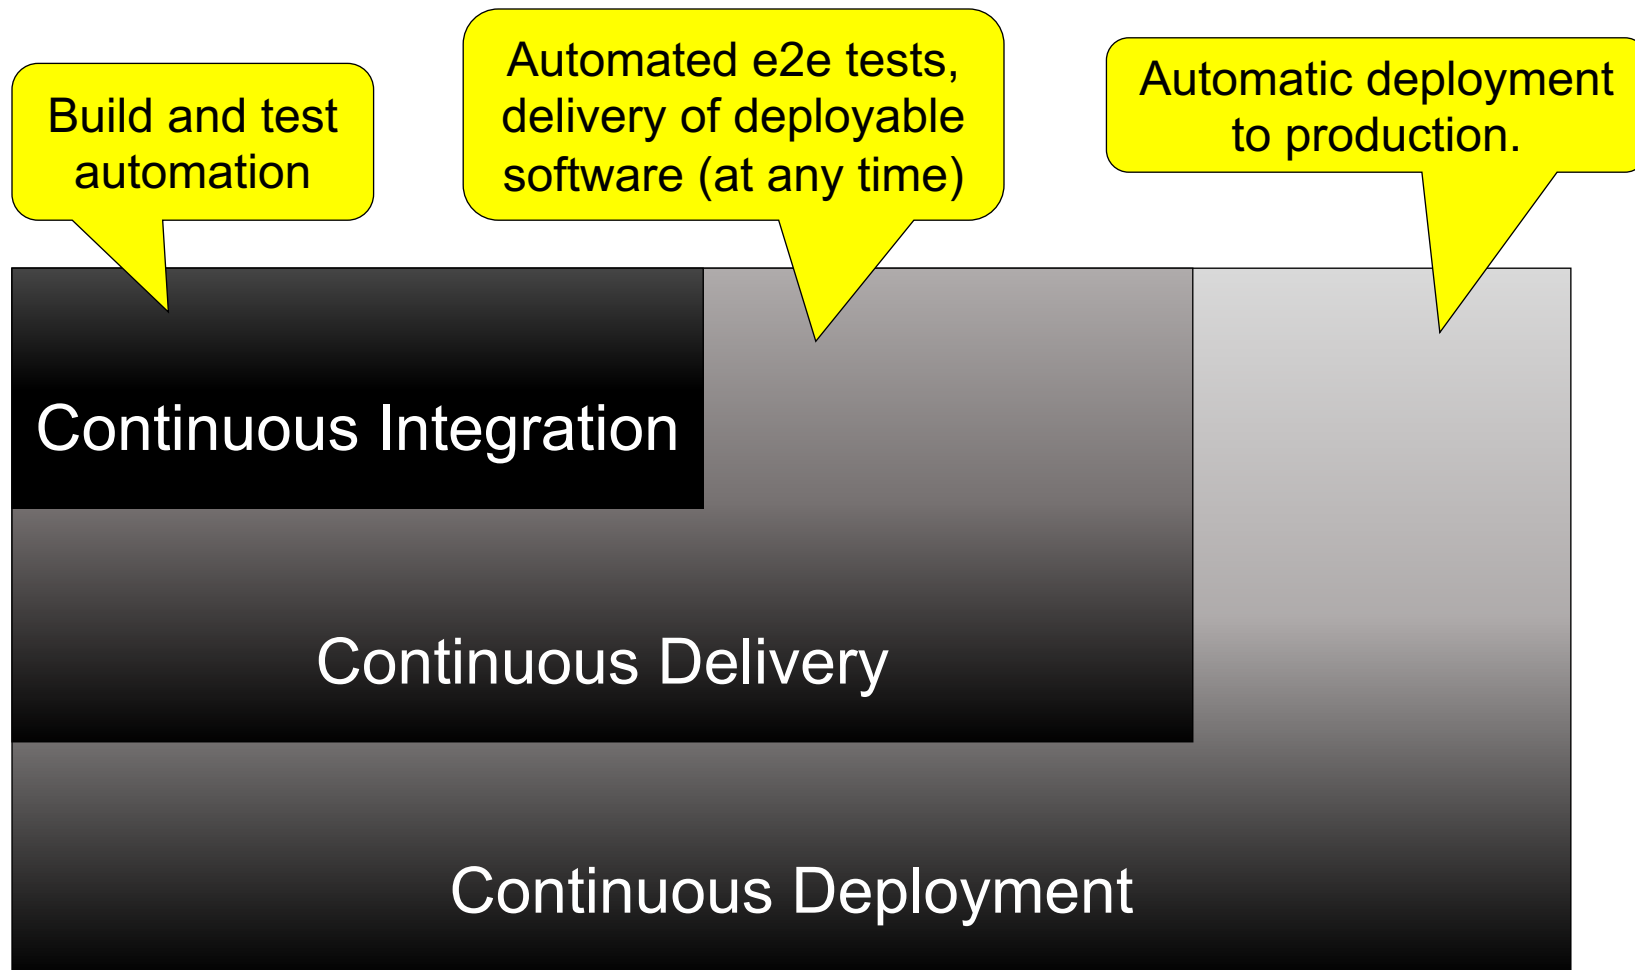 Build and test
automation
Automated e2e tests,
delivery of deployable
software (at any time)
Automatic deployment
to production.
Continuous Integration
Continuous Delivery
Continuous Deployment